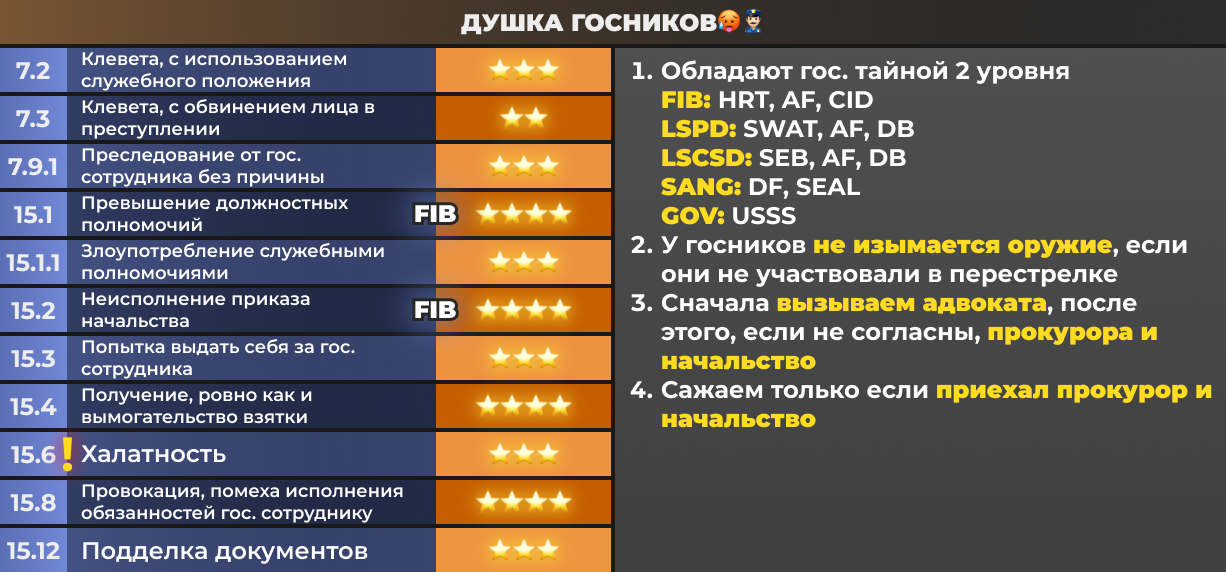 ДУШКА ГОСНИКОВ🥵👮🏻
7.2
Клевета, с использованием
служебного положения
7.3
Клевета, с обвинением лица в
преступлении
7.9.1
Преследование от гос.
сотрудника без причины
15.1
Превышение должностных
полномочий
FIB
15.1.1
Злоупотребление служебными
полномочиями
15.2
Неисполнение приказа
начальства
FIB
15.3
Попытка выдать себя за гос.
сотрудника
15.4
Получение, ровно как и
вымогательство взятки
15.6❗Халатность
15.8
Провокация, помеха исполнения
обязанностей гос. сотруднику
15.12 Подделка документов
1. Обладают гос. тайной 2 уровня
FIB: HRT, AF, CID
LSPD: SWAT, AF, DB
LSCSD: SEB, AF, DB
SANG: DF, SEAL
GOV: USSS
2. У госников не изымается оружие, если
они не участвовали в перестрелке
3. Сначала вызываем адвоката, после
этого, если не согласны, прокурора и
начальство
4. Сажаем только если приехал прокурор и
начальство